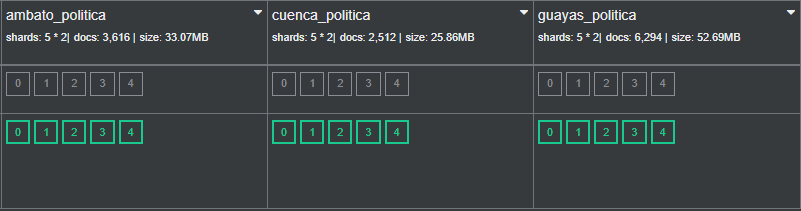 ambato_politica
shards: 5 * 2| docs: 3,616 | size: 33.07MB
0 1 2 3 4
0 1 2 3 4
cuenca_politica
shards: 5 * 2| docs: 2,512 | size: 25.86MB
0 1 2 3 4
0 1 2 3 4
guayas_politica
shards: 5 * 2| docs: 6,294 | size: 52.69MB
0 1 2 3 4
0 1 2 3 4